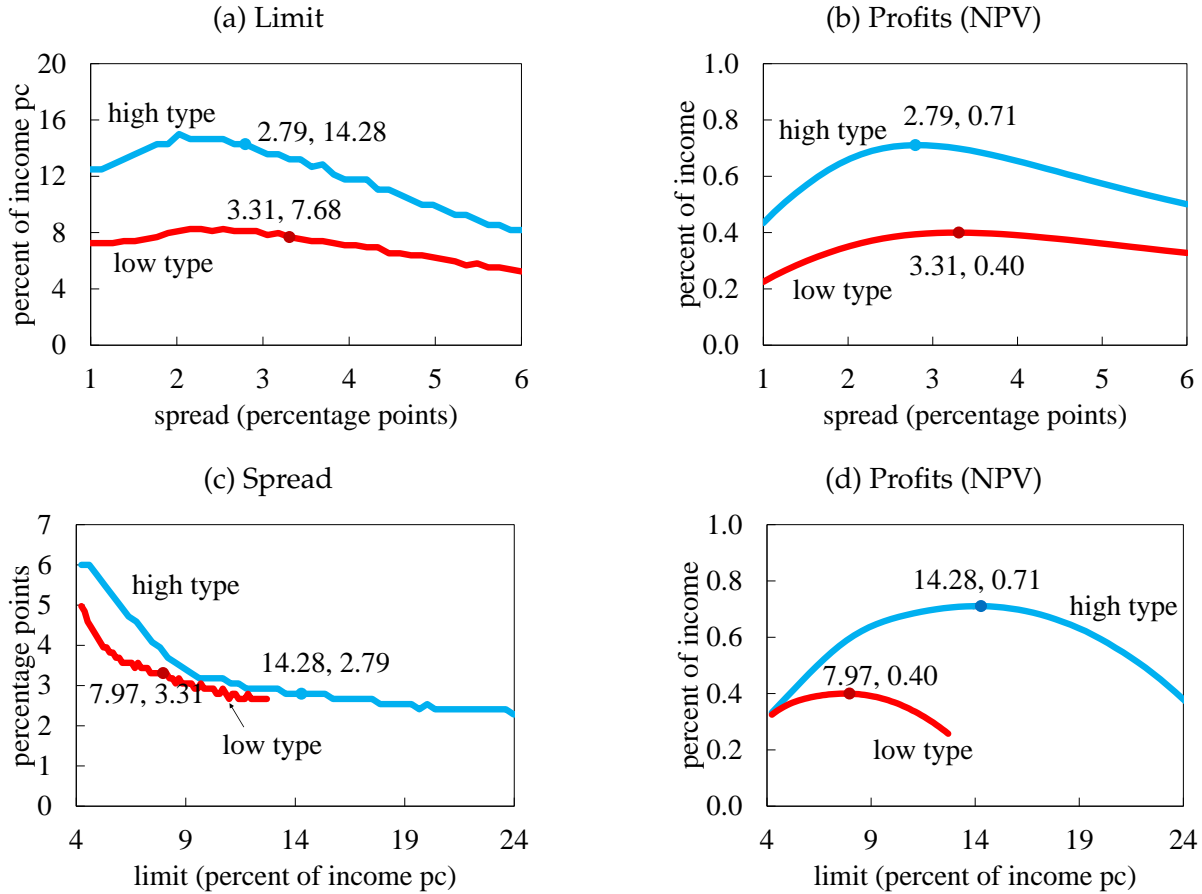 (a) Limit
percent of income pc
20
16
12
8
4
0
high type
2.79, 14.28
3.31, 7.68
low type
1 2 3 4 5 6
spread (percentage points)
(b) Profits (NPV)
percent of income
1.0
0.8
0.6
0.4
0.2
0.0
high type
2.79, 0.71
3.31, 0.40
low type
1 2 3 4 5 6
spread (percentage points)
(c) Spread
percentage points
7
6
5
4
3
2
1
0
high type
14.28, 2.79
7.97, 3.31
low type
4 9 14 19 24
limit (percent of income pc)
(d) Profits (NPV)
percent of income
1.0
0.8
0.6
0.4
0.2
0.0
14.28, 0.71
high type
7.97, 0.40
low type
4 9 14 19 24
limit (percent of income pc)